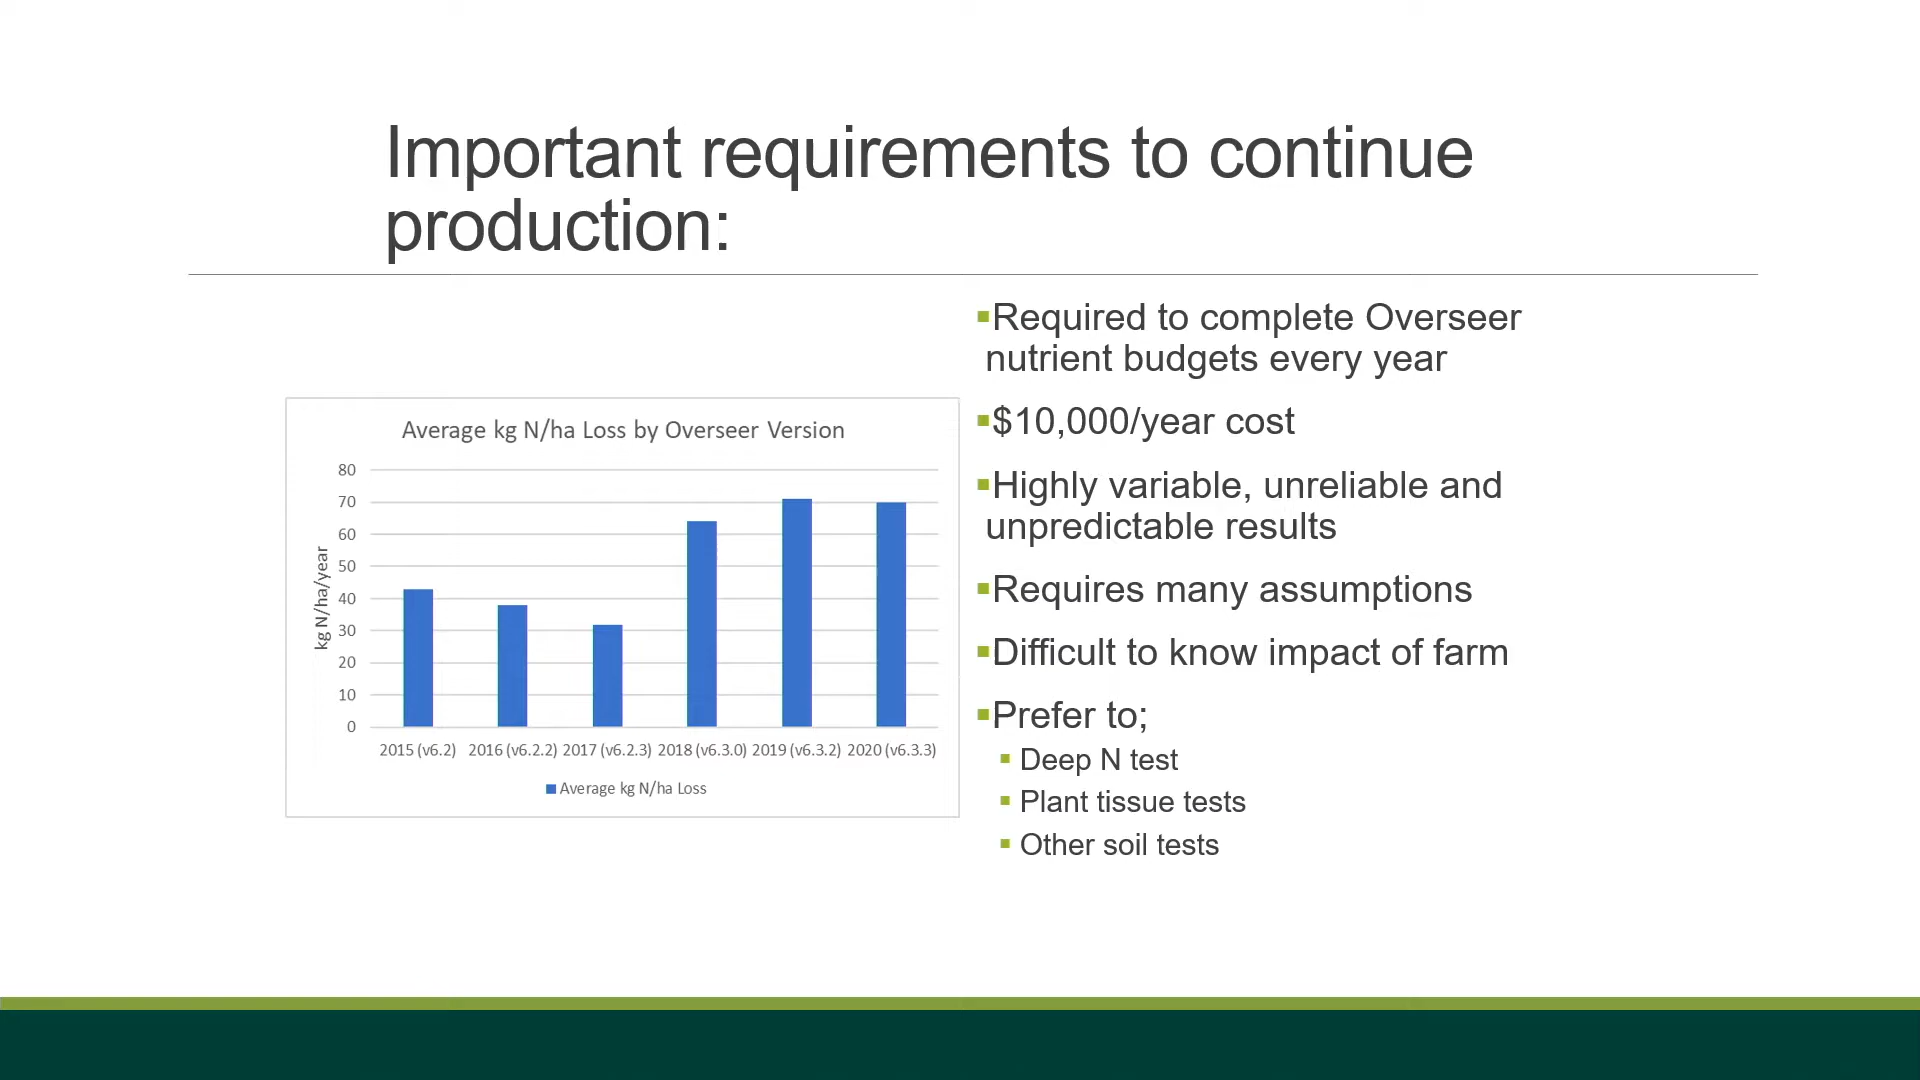 Important requirements to continue
production:
Average kg N/ha Loss by Overseer Version
kg N/ha/year
80
70
60
50
40
30
20
10
0
2015 (v6.2) 2016 (v6.2.2) 2017 (v6.2.3) 2018 (v6.3.0) 2019 (v6.3.2) 2020 (v6.3.3)
Average kg N/ha Loss
▪Required to complete Overseer
nutrient budgets every year
▪$10,000/year cost
▪Highly variable, unreliable and
unpredictable results
▪Requires many assumptions
▪Difficult to know impact of farm
▪Prefer to;
▪ Deep N test
▪ Plant tissue tests
▪ Other soil tests